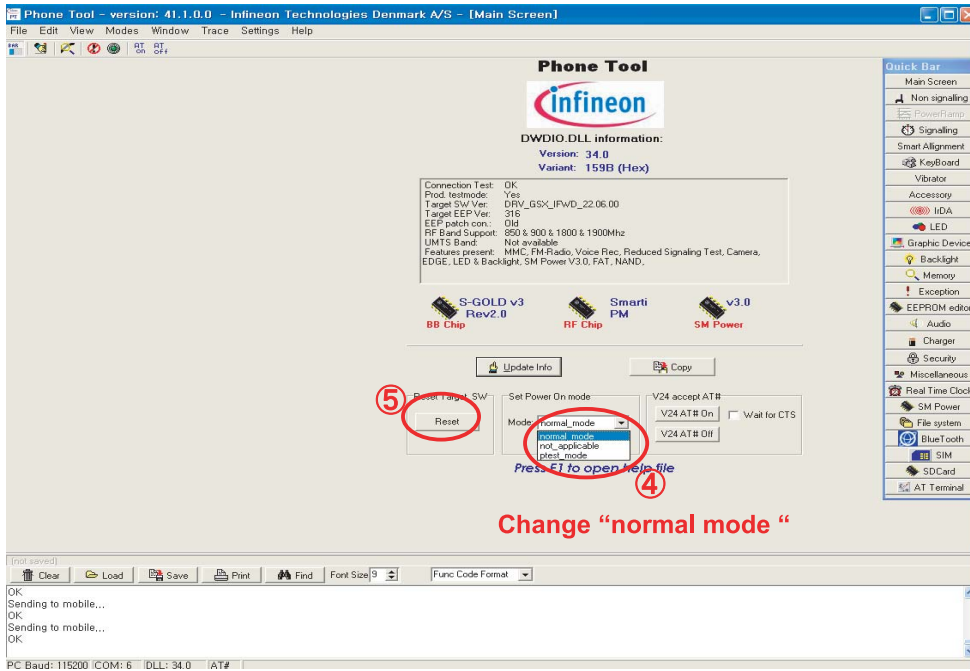 Phone Tool - version: 41.1.0.0 - Infineon Technologies Denmark A/S - [Main Screen]
File Edit View Modes Window Trace Settings Help
BAR AT on AT off
Phone Tool
infineon
DWDIO.DLL information:
Version: 34.0
Variant: 159B (Hex)
Connection Test: OK
Prod. testmode: Yes
Target SW Ver: DRV_GSX_IFWD_22.06.00
Target EEP Ver: 316
EEP patch con.: Old
RF Band Support: 850 & 900 & 1800 & 1900Mhz
UMTS Band: Not available
Features present: MMC, FM-Radio, Voice Rec, Reduced Signaling Test, Camera,
EDGE, LED & Backlight, SM Power V3.0, FAT, NAND,
S-GOLD v3
Rev2.0
BB Chip
Smarti
PM
RF Chip
v3.0
SM Power
Update Info
Copy
⑤
Reset Target SW
Reset
Set Power On mode
Mode: normal_mode
normal_mode
not_applicable
ptest_mode
V24 accept AT#
V24 AT# On
Wait for CTS
V24 AT# Off
Press F1 to open help file
④
Change “normal mode “
Quick Bar
Main Screen
Non signalling
PowerRamp
Signaling
Smart Allignment
KeyBoard
Vibrator
Accessory
IrDA
LED
Graphic Device
Backlight
Memory
Exception
EEPROM editor
Audio
Charger
Security
Miscellaneous
Real Time Clock
SM Power
File system
BlueTooth
SIM
SDCard
AT Terminal
(not saved)
Clear Load Save Print Find Font Size 9 Func Code Format
OK
Sending to mobile...
OK
Sending to mobile...
OK
PC Baud: 115200 COM: 6 DLL: 34.0 AT#